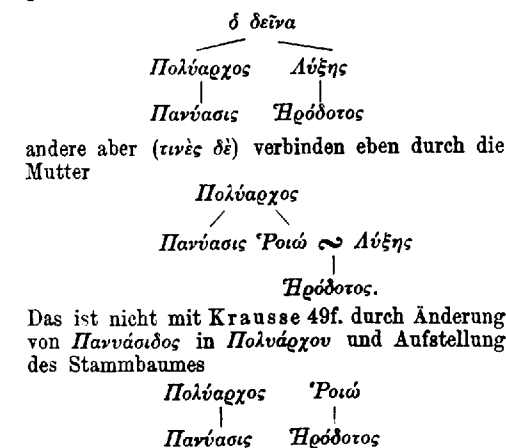 ὁ δεῖνα
Πολύαρχος Λύξης
Πανύασις Ἡρόδοτος
andere aber (τινὲς δὲ) verbinden eben durch die
Mutter
Πολύαρχος
Πανύασις Ῥοιώ ∾ Λύξης
Ἡρόδοτος.
Das ist nicht mit Krausse 49f. durch Änderung
von Πανυάσιδος in Πολυάρχου und Aufstellung
des Stammbaumes
Πολύαρχος Ῥοιώ
Πανύασις Ἡρόδοτος